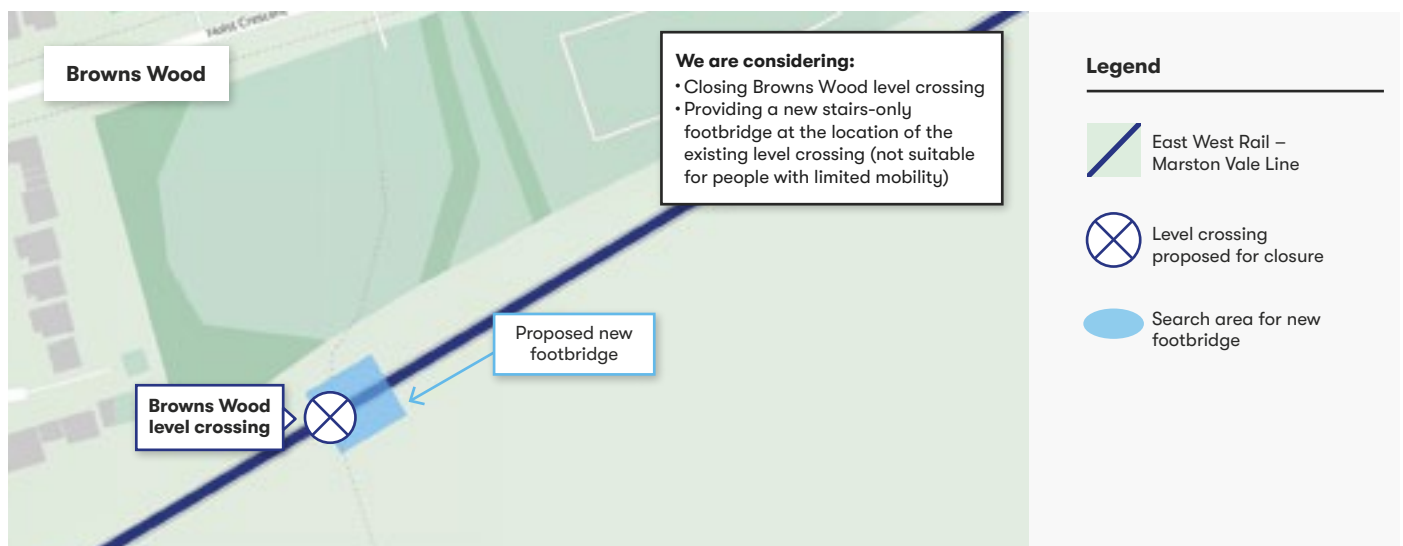 Holst Crescent
Browns Wood
We are considering:
• Closing Browns Wood level crossing
• Providing a new stairs-only
footbridge at the location of the
existing level crossing (not suitable
for people with limited mobility)
Proposed new
footbridge
Browns Wood
level crossing
Legend
East West Rail –
Marston Vale Line
Level crossing
proposed for closure
Search area for new
footbridge